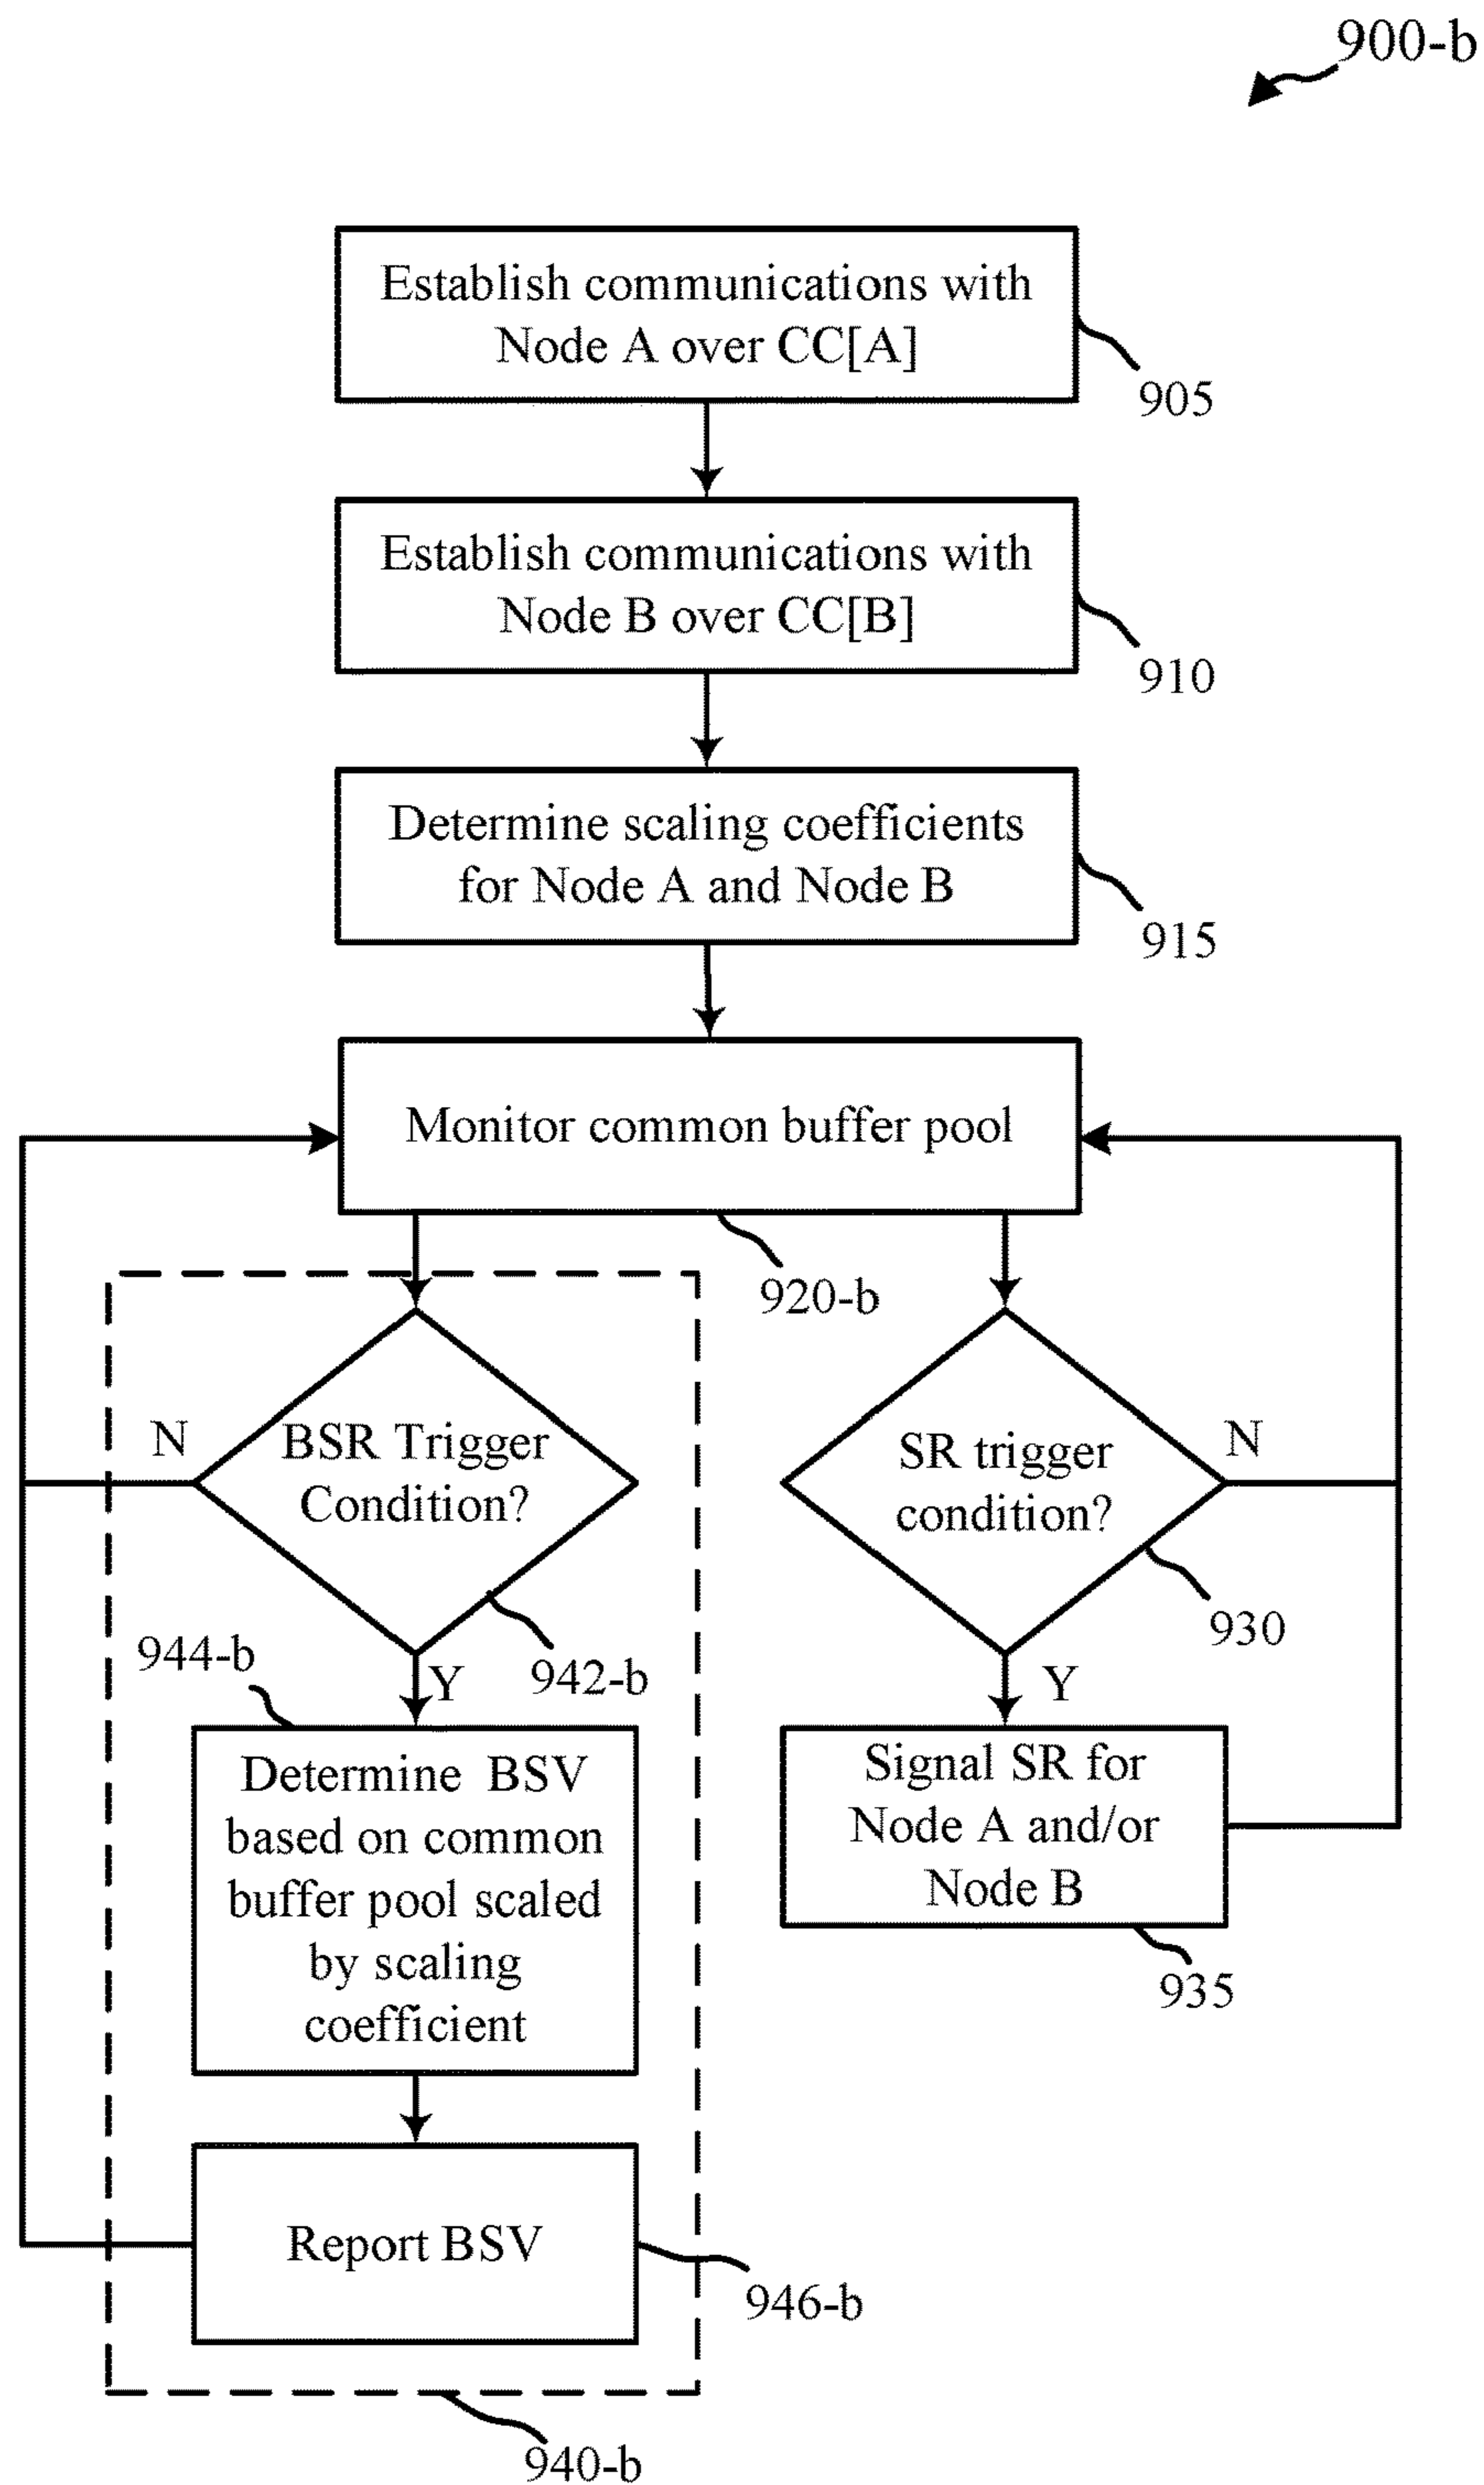 900-b
Establish communications with
Node A over CC[A]
905
Establish communications with
Node B over CC[B]
910
Determine scaling coefficients
for Node A and Node B
915
Monitor common buffer pool
920-b
N
BSR Trigger
Condition?
942-b
Y
944-b
Determine BSV
based on common
buffer pool scaled
by scaling
coefficient
Report BSV
946-b
940-b
SR trigger
condition?
N
930
Y
Signal SR for
Node A and/or
Node B
935